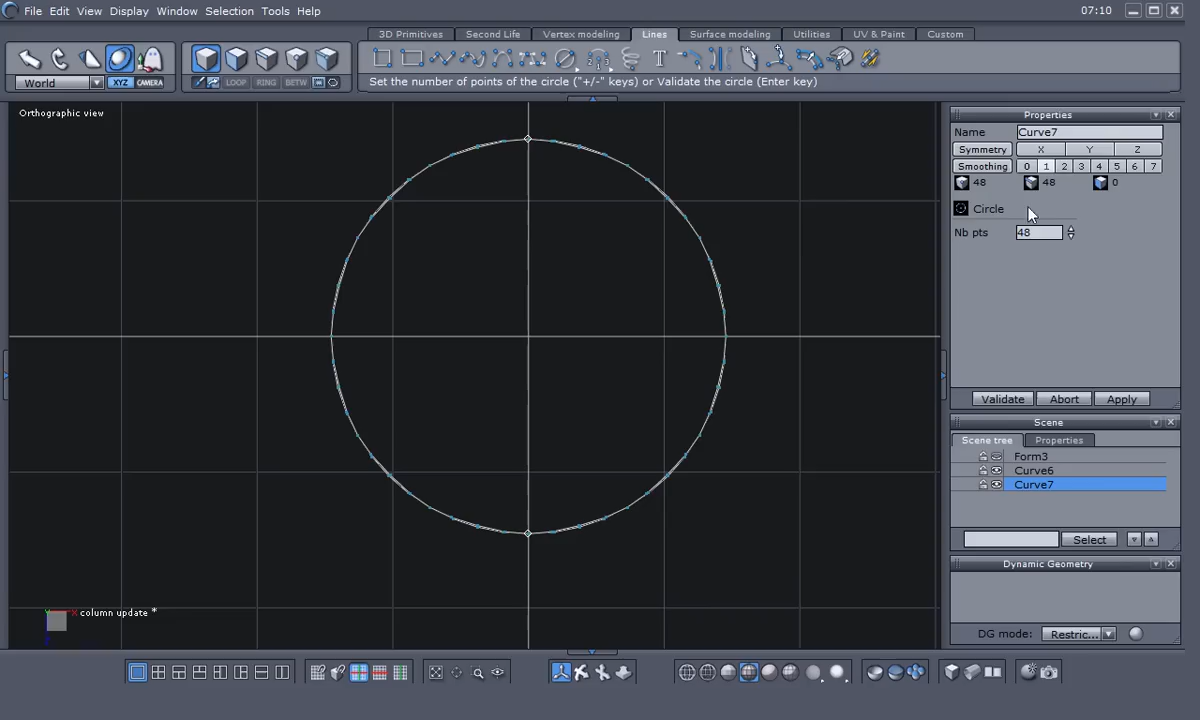 File Edit View Display Window Selection Tools Help 07:10
3D Primitives Second Life Vertex modeling Lines Surface modeling Utilities UV & Paint Custom
World XYZ CAMERA LOOP RING BETW
Set the number of points of the circle ("+/-" keys) or Validate the circle (Enter key)
Orthographic view
Properties
Name Curve7
Symmetry X Y Z
Smoothing 0 1 2 3 4 5 6 7
48 48 0
Circle
Nb pts 48
Validate Abort Apply
Scene
Scene tree Properties
Form3
Curve6
Curve7
Select
Dynamic Geometry
DG mode: Restric...
X column update *